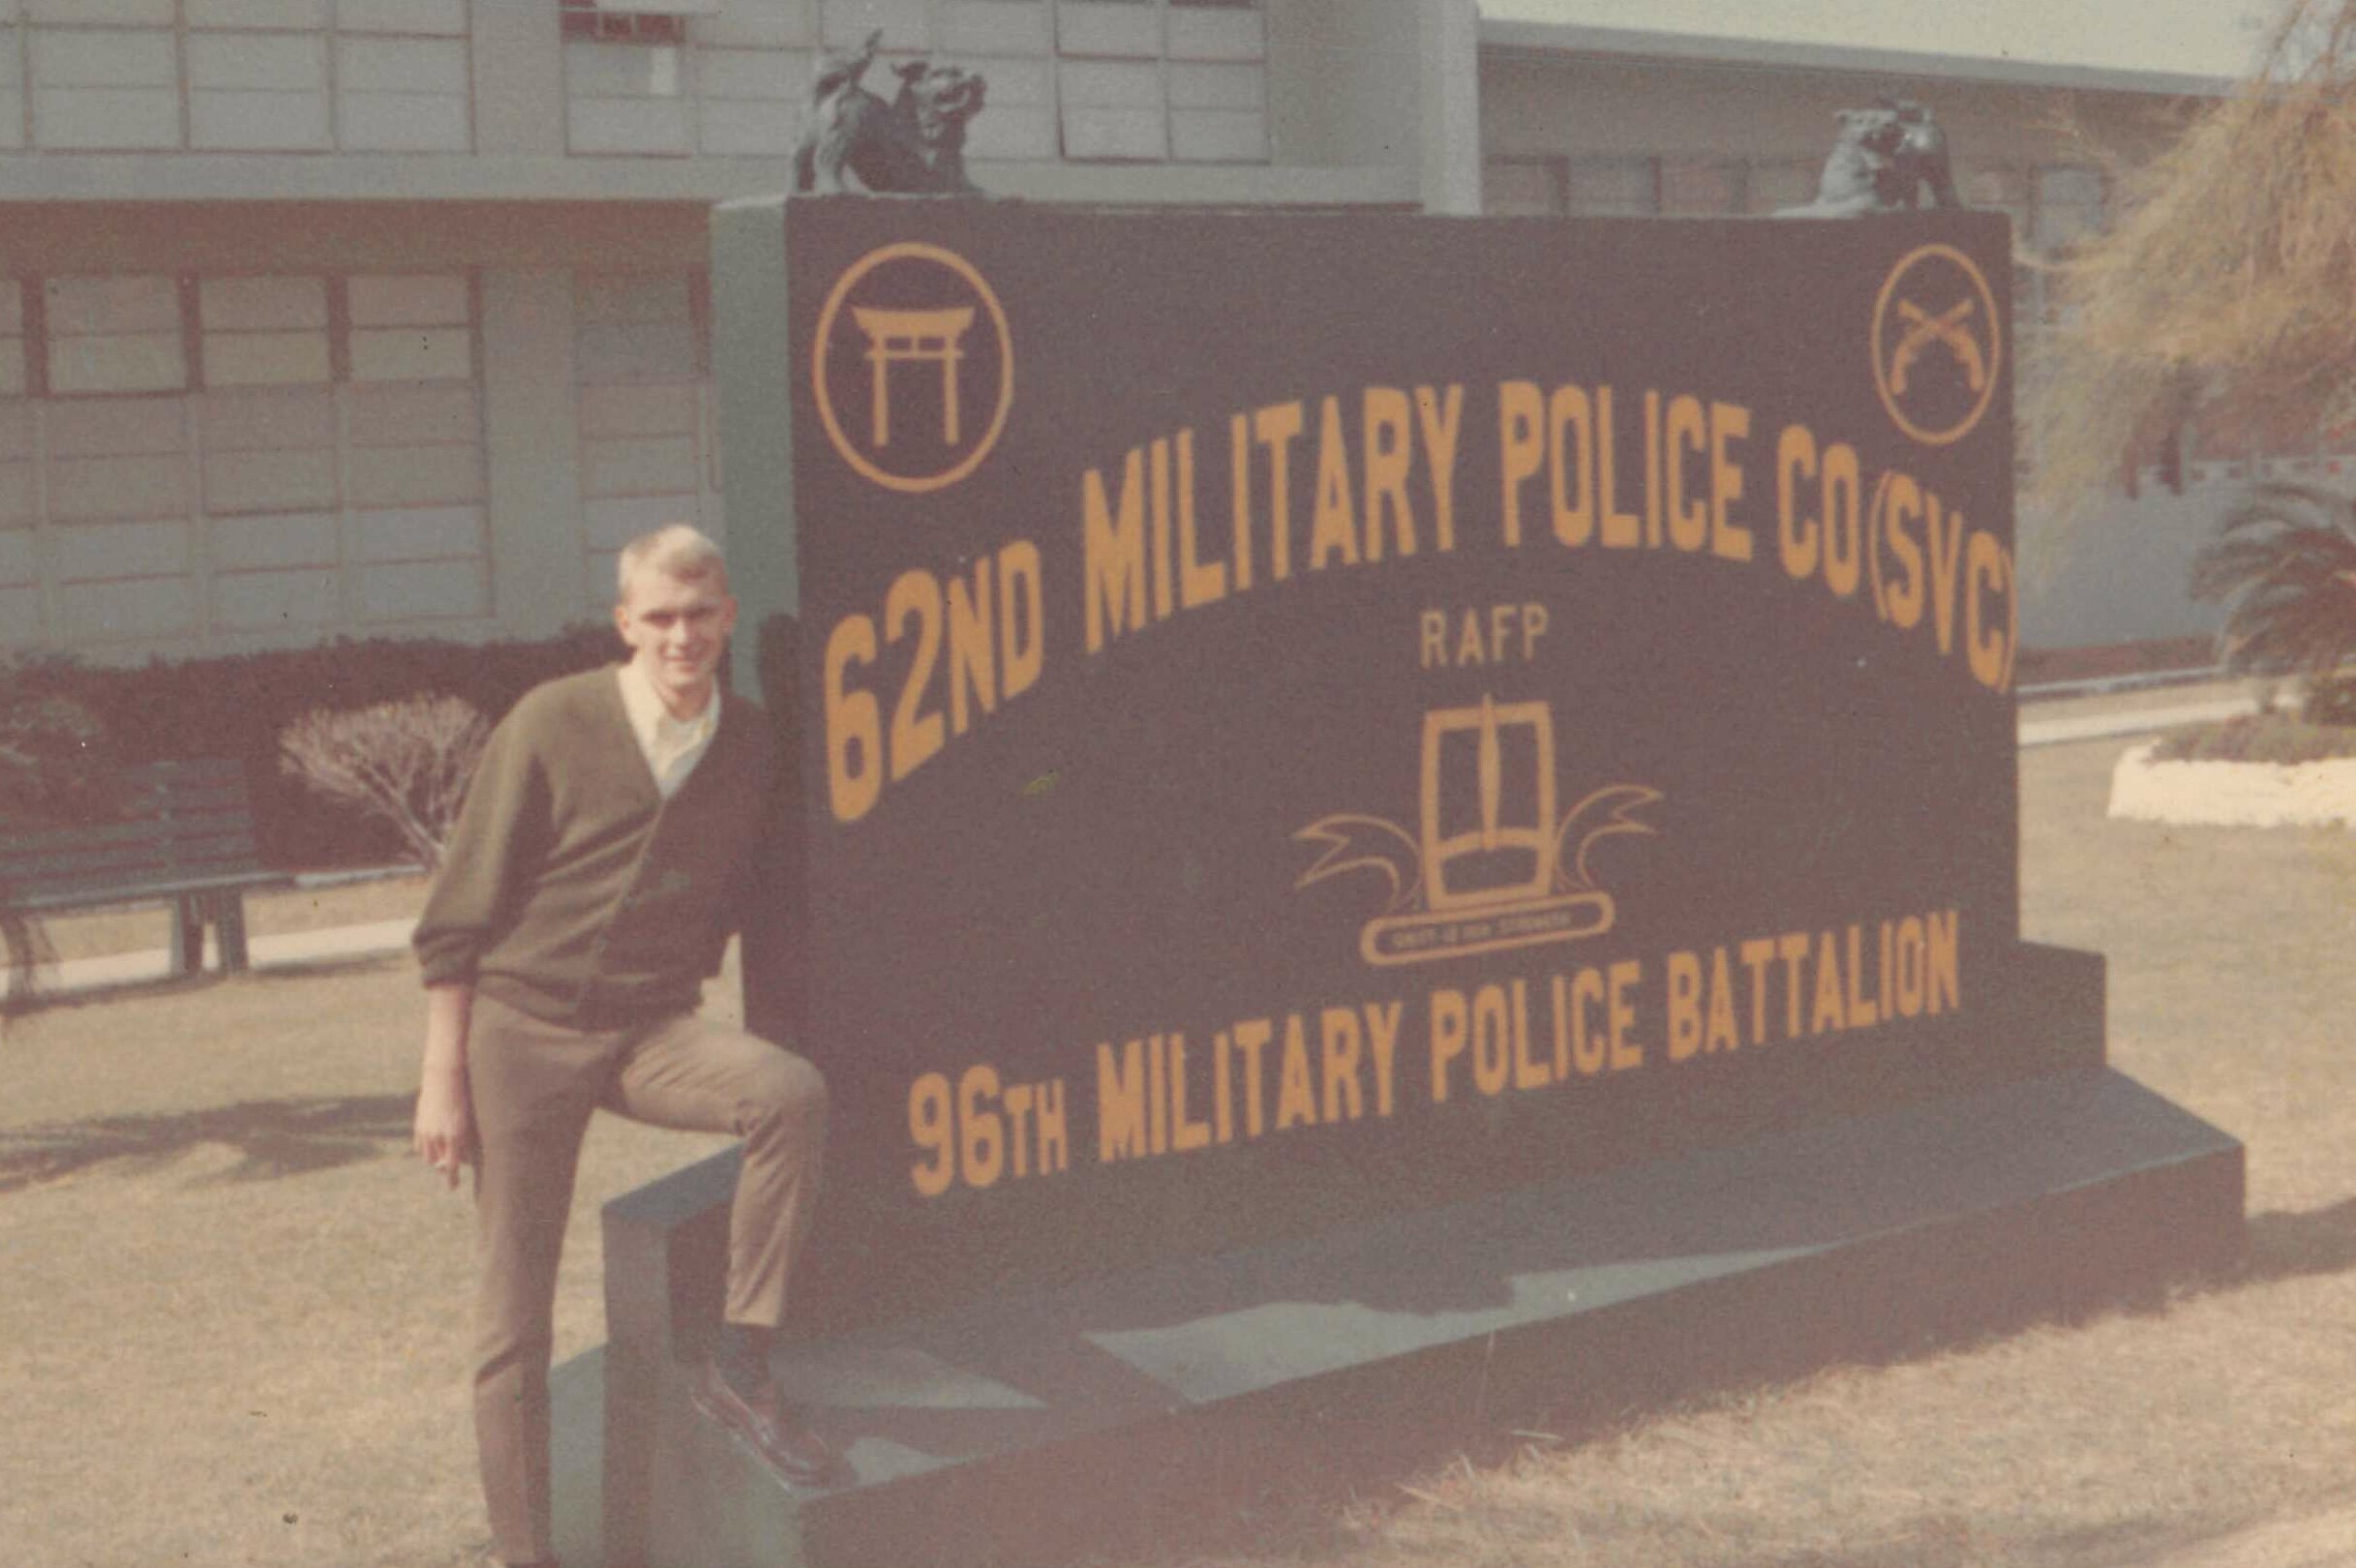 62ND MILITARY POLICE CO (SVC)
RAFP
96TH MILITARY POLICE BATTALION